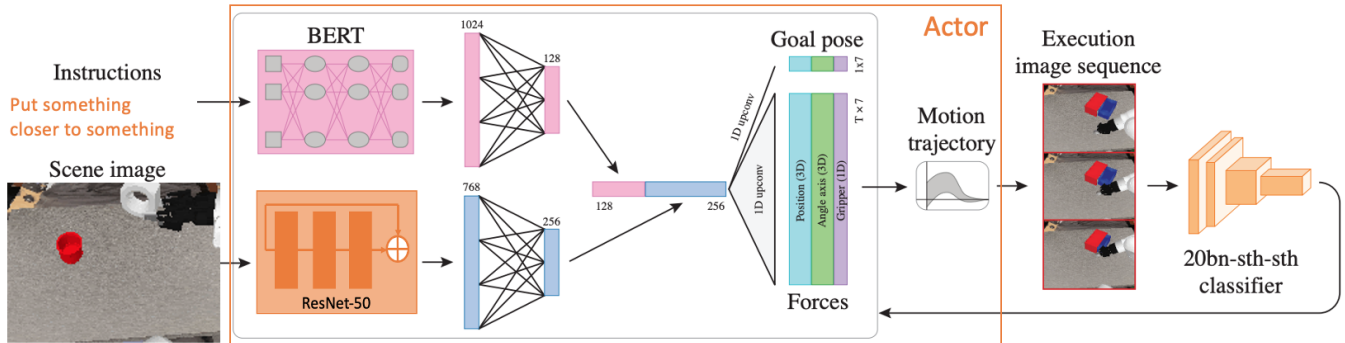 Actor
Instructions
Put something
closer to something
Scene image
BERT
1024
128
ResNet-50
768
256
128
256
1D upconv
1D upconv
Goal pose
1x7
T × 7
Position (3D)
Angle axis (3D)
Gripper (1D)
Forces
Motion
trajectory
Execution
image sequence
20bn-sth-sth
classifier